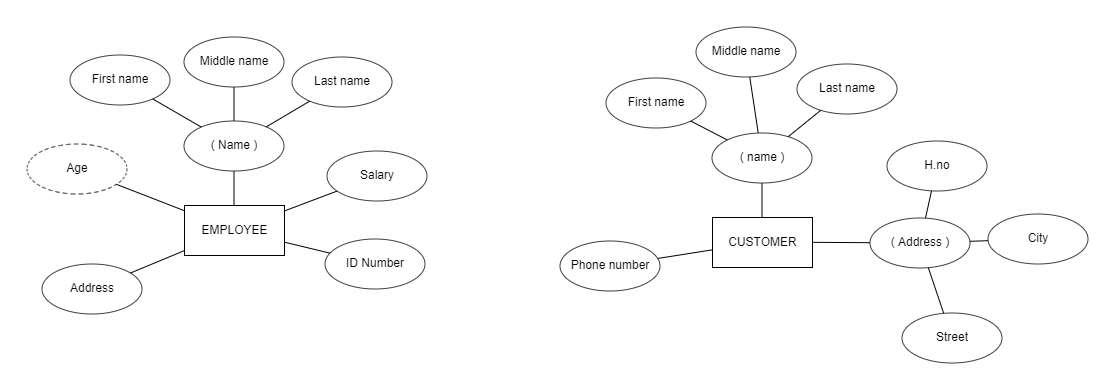 Middle name
First name
Last name
( Name )
Age
Salary
EMPLOYEE
ID Number
Address
Middle name
First name
Last name
( name )
H.no
CUSTOMER
( Address )
City
Phone number
Street